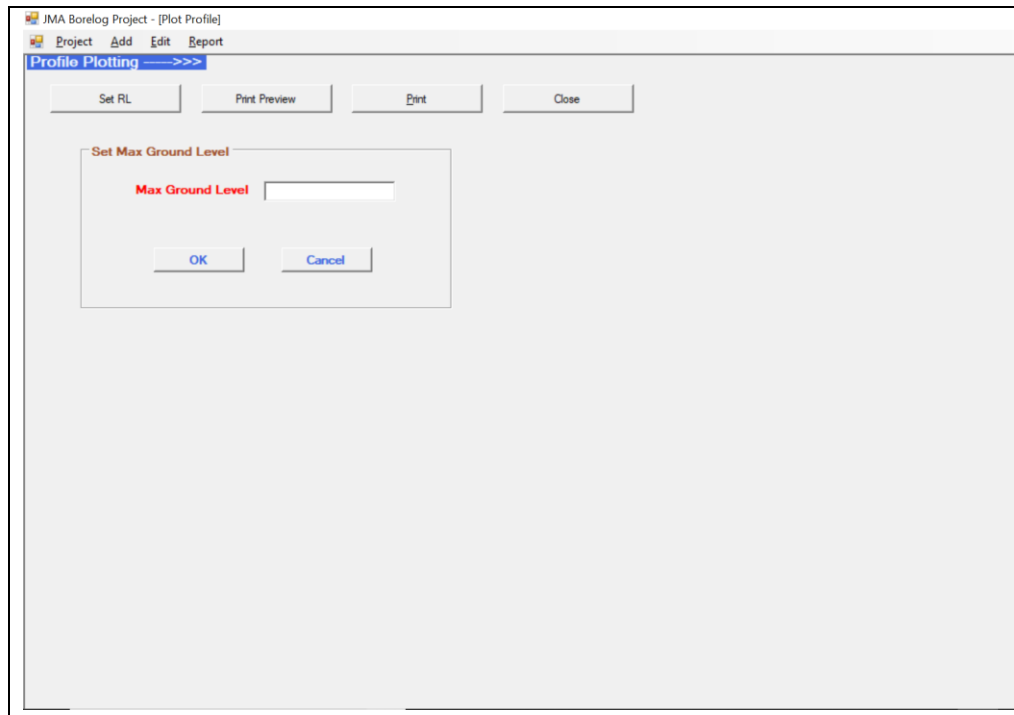 JMA Borelog Project - [Plot Profile]
Project Add Edit Report
Profile Plotting ----->>>
Set RL Print Preview Print Close
Set Max Ground Level
Max Ground Level
OK Cancel